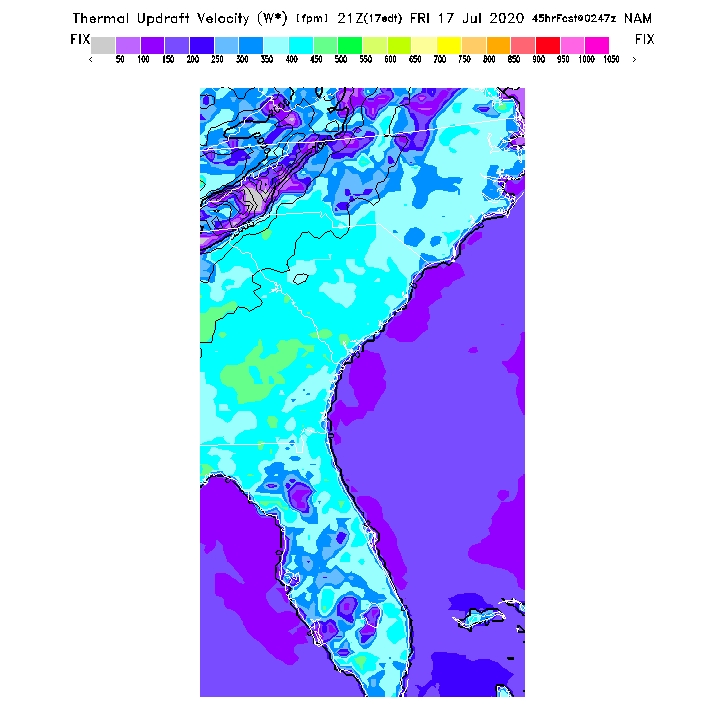 Thermal Updraft Velocity (W*) [fpm] 21Z(17edt) FRI 17 Jul 2020 45hrFcst@0247z NAM
FIX FIX
< 50 100 150 200 250 300 350 400 450 500 550 600 650 700 750 800 850 900 950 1000 1050 >